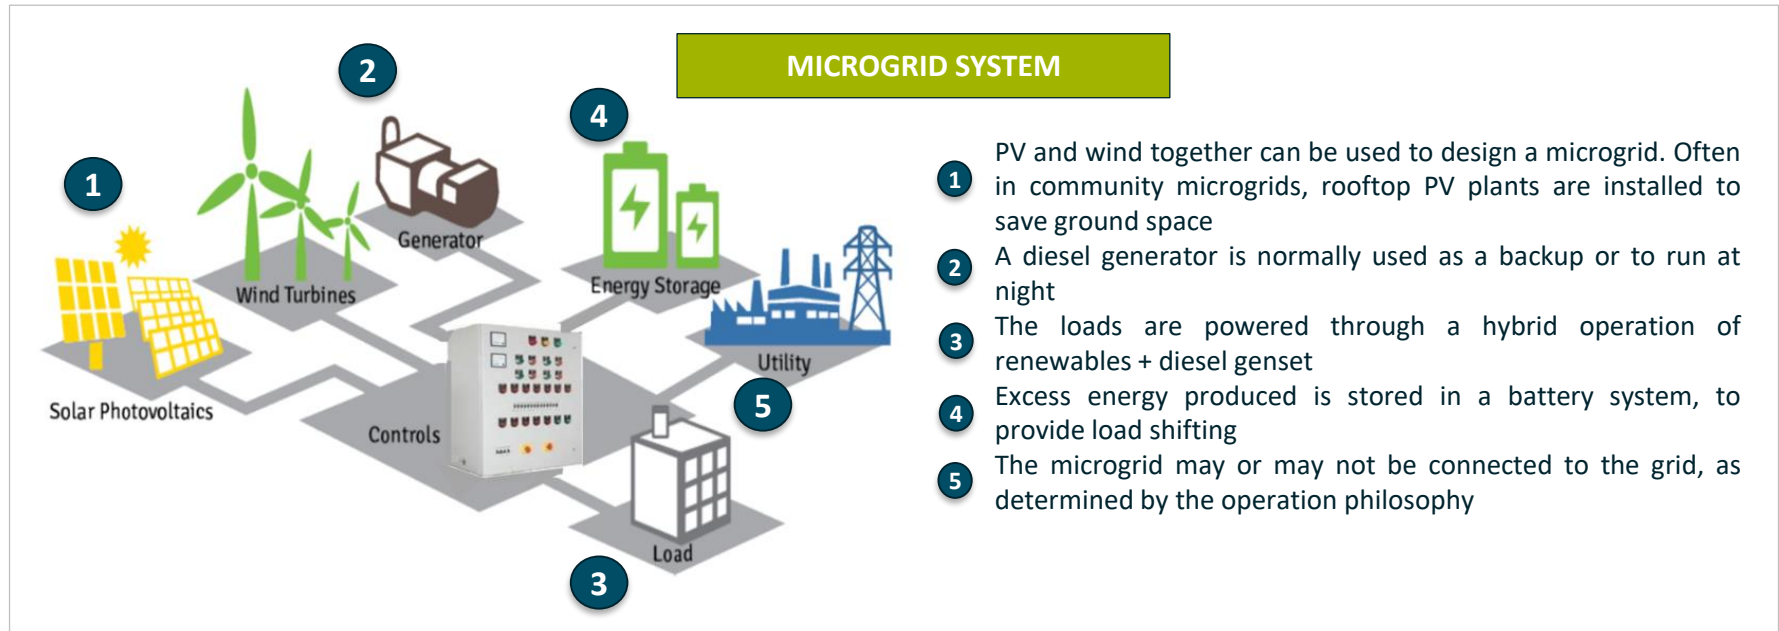 MICROGRID SYSTEM
2
4
1
Generator
Wind Turbines
Energy Storage
Utility
Solar Photovoltaics
5
Controls
Load
3
1
PV and wind together can be used to design a microgrid. Often
in community microgrids, rooftop PV plants are installed to
save ground space
2
A diesel generator is normally used as a backup or to run at
night
3
The loads are powered through a hybrid operation of
renewables + diesel genset
4
Excess energy produced is stored in a battery system, to
provide load shifting
5
The microgrid may or may not be connected to the grid, as
determined by the operation philosophy